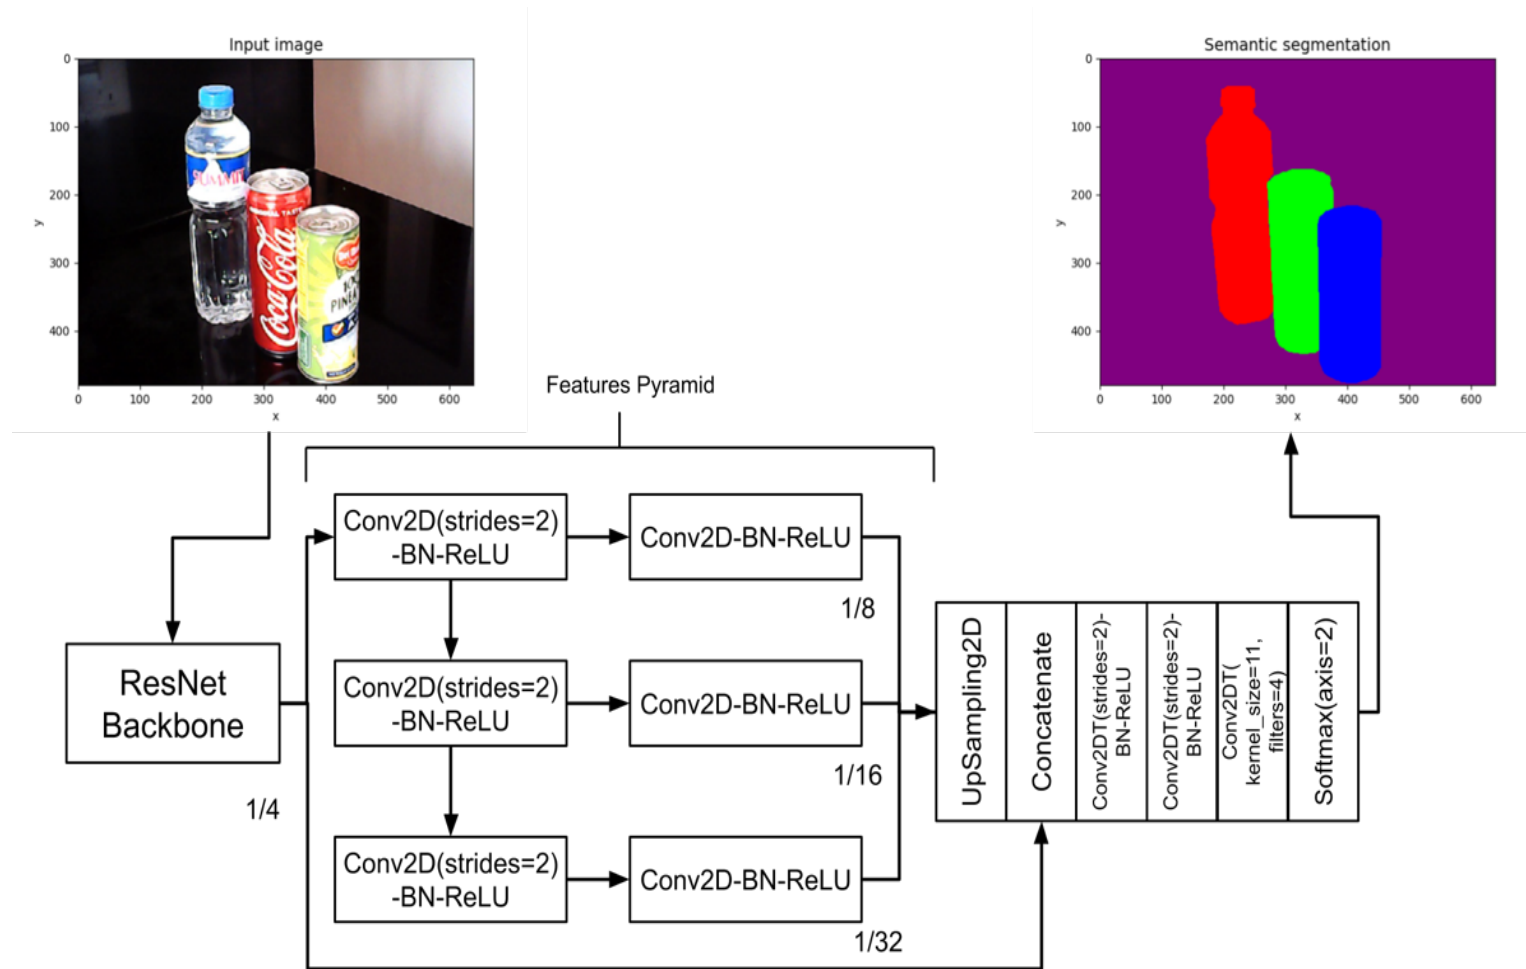 Input image
0
100
200
300
400
y
0 100 200 300 400 500 600
x
SUMMIT
Coca-Cola
Semantic segmentation
0
100
200
300
400
y
0 100 200 300 400 500 600
x
Features Pyramid
Conv2D(strides=2)
-BN-ReLU
Conv2D-BN-ReLU
1/8
ResNet
Backbone
1/4
Conv2D(strides=2)
-BN-ReLU
Conv2D-BN-ReLU
1/16
Conv2D(strides=2)
-BN-ReLU
Conv2D-BN-ReLU
1/32
UpSampling2D
Concatenate
Conv2DT(strides=2)-
BN-ReLU
Conv2DT(strides=2)-
BN-ReLU
Conv2DT(
kernel_size=11,
filters=4)
Softmax(axis=2)